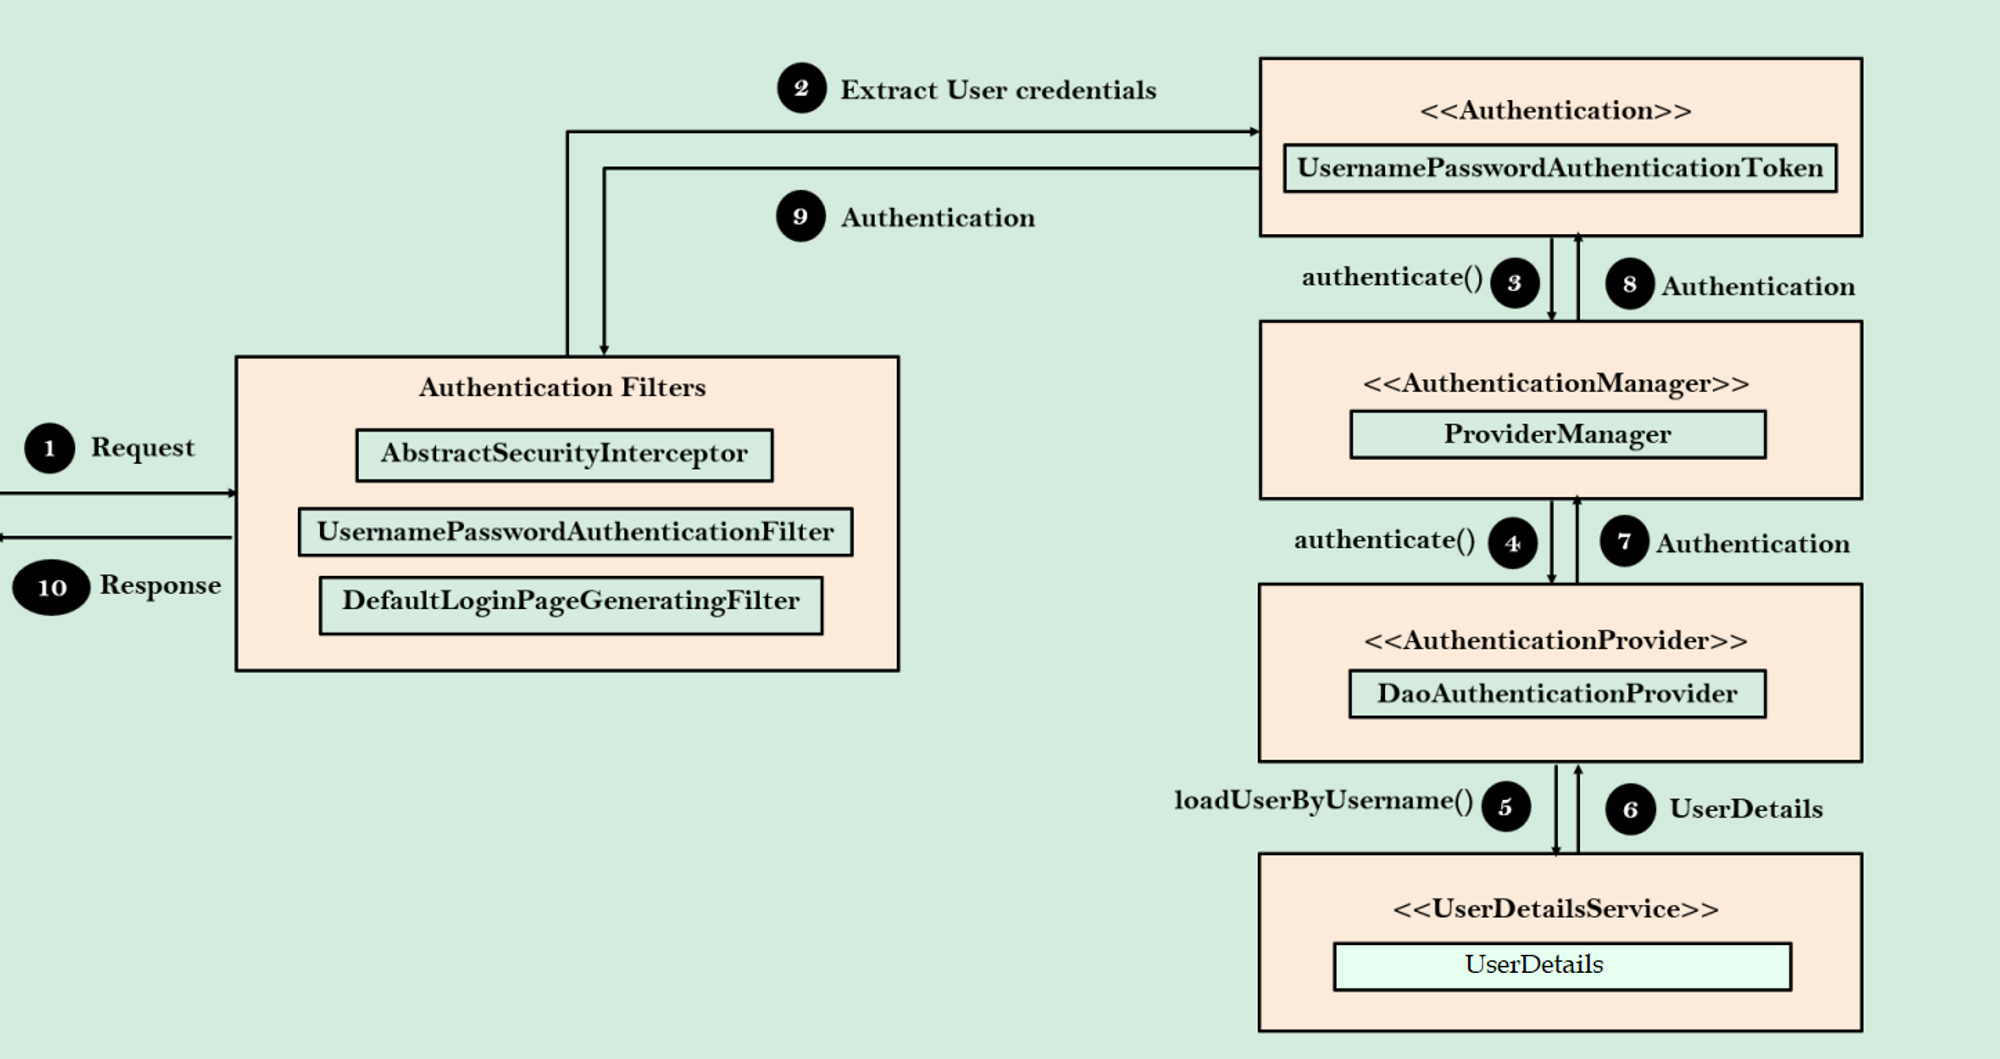 2 Extract User credentials
9 Authentication
<<Authentication>>
UsernamePasswordAuthenticationToken
authenticate() 3
8 Authentication
<<AuthenticationManager>>
ProviderManager
authenticate() 4
7 Authentication
<<AuthenticationProvider>>
DaoAuthenticationProvider
loadUserByUsername() 5
6 UserDetails
<<UserDetailsService>>
UserDetails
1 Request
10 Response
Authentication Filters
AbstractSecurityInterceptor
UsernamePasswordAuthenticationFilter
DefaultLoginPageGeneratingFilter